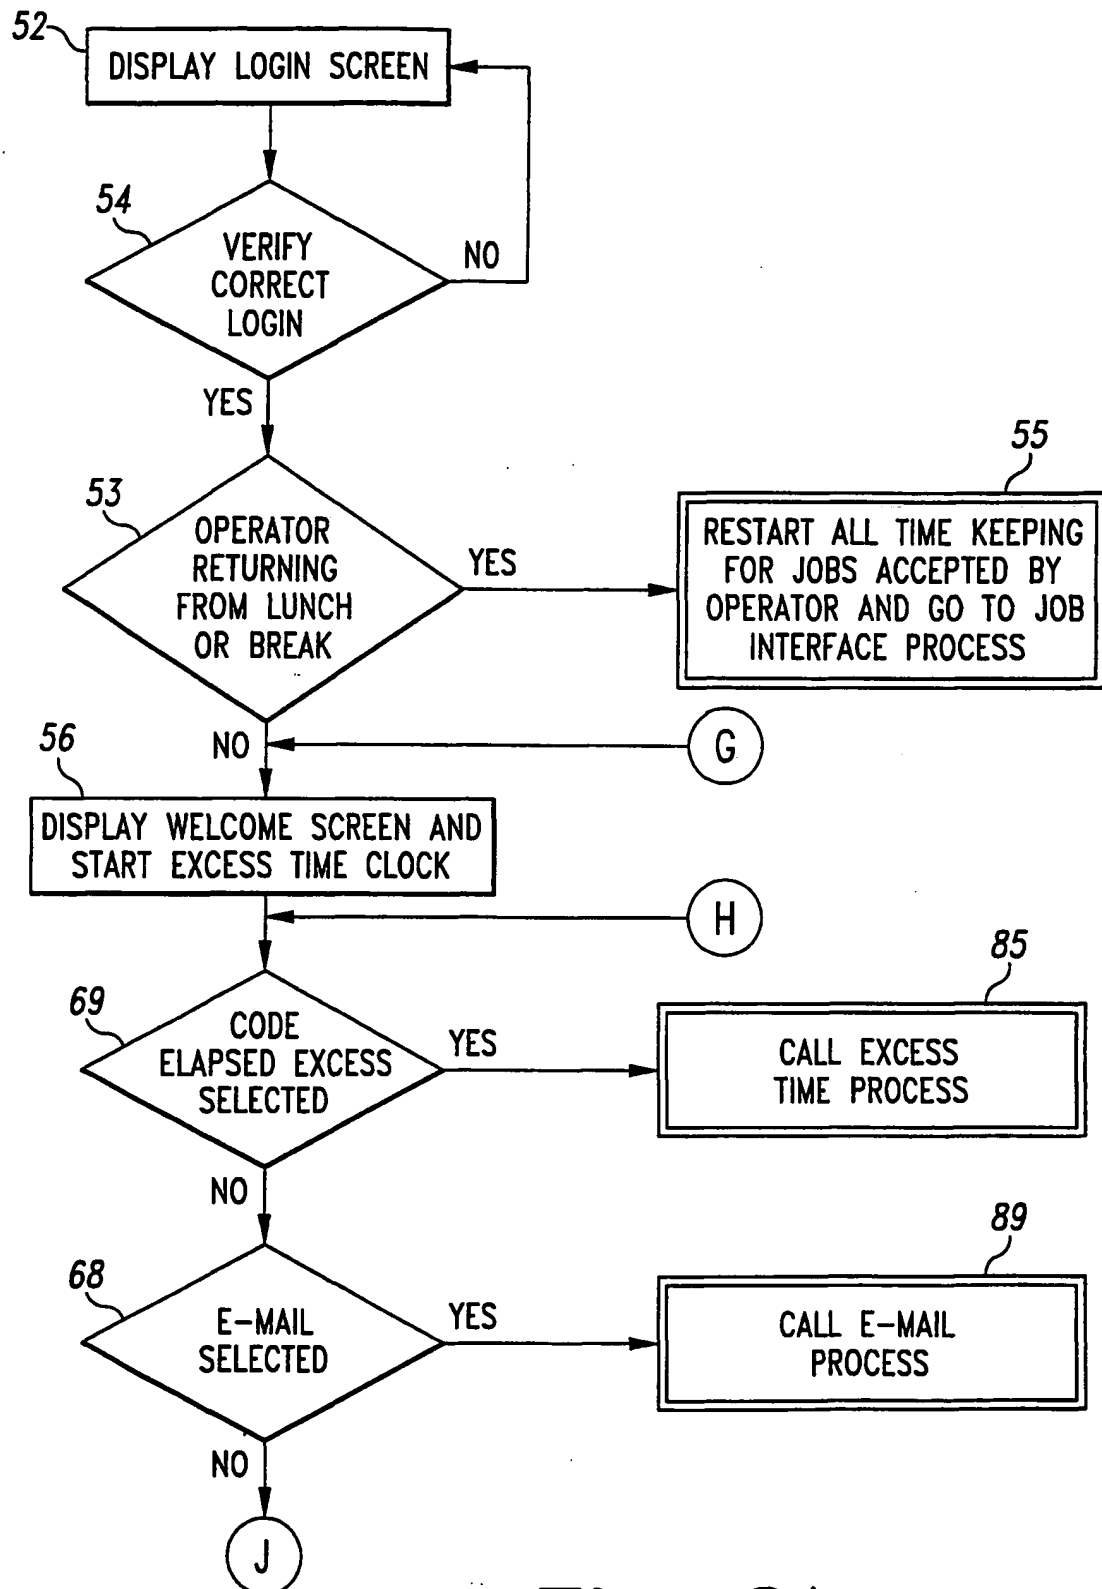 52
DISPLAY LOGIN SCREEN
54
VERIFY
CORRECT
LOGIN
NO
YES
53
OPERATOR
RETURNING
FROM LUNCH
OR BREAK
YES
55
RESTART ALL TIME KEEPING
FOR JOBS ACCEPTED BY
OPERATOR AND GO TO JOB
INTERFACE PROCESS
NO
G
56
DISPLAY WELCOME SCREEN AND
START EXCESS TIME CLOCK
H
69
CODE
ELAPSED EXCESS
SELECTED
YES
85
CALL EXCESS
TIME PROCESS
NO
68
E-MAIL
SELECTED
YES
89
CALL E-MAIL
PROCESS
NO
J